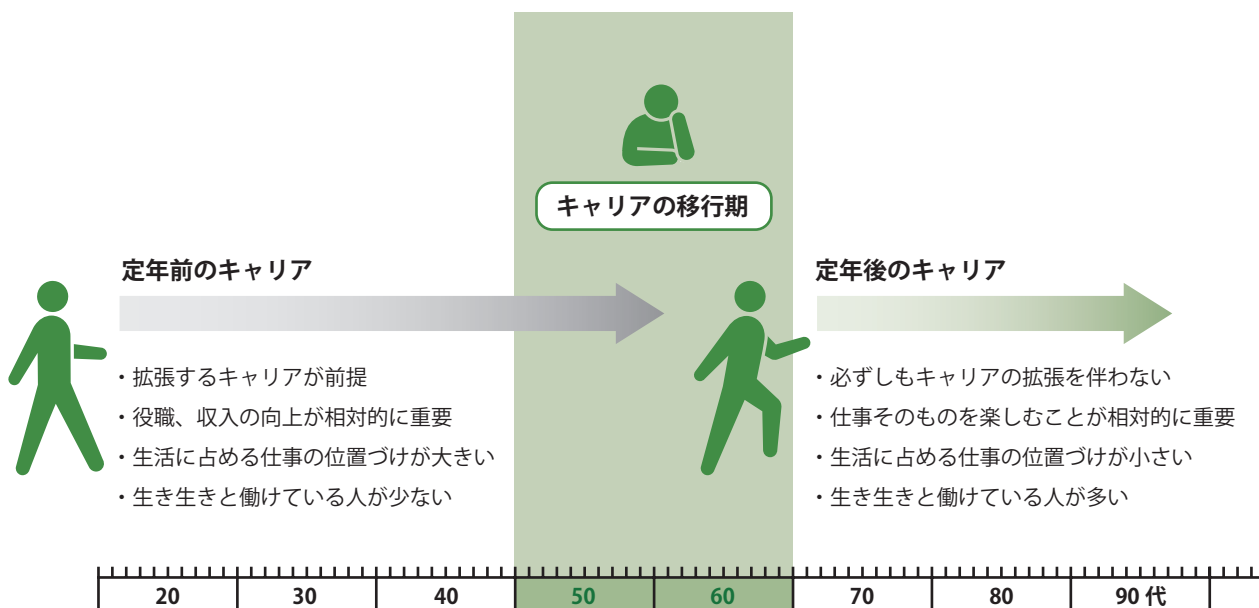 キャリアの移行期
定年前のキャリア
・拡張するキャリアが前提
・役職、収入の向上が相対的に重要
・生活に占める仕事の位置づけが大きい
・生き生きと働けている人が少ない
定年後のキャリア
・必ずしもキャリアの拡張を伴わない
・仕事そのものを楽しむことが相対的に重要
・生活に占める仕事の位置づけが小さい
・生き生きと働けている人が多い
20 30 40 50 60 70 80 90 代